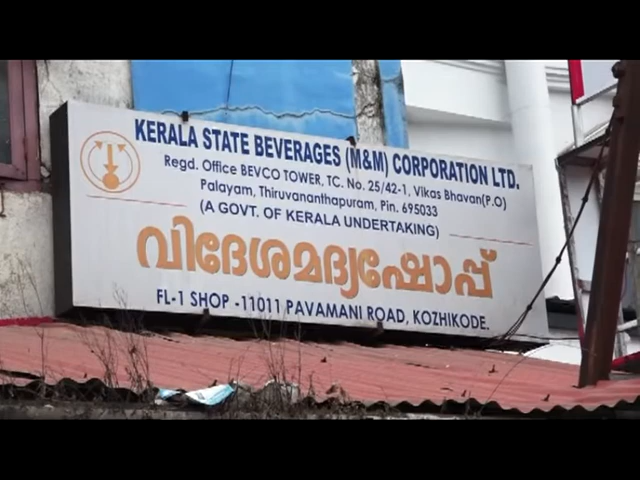 KERALA STATE BEVERAGES (M&M) CORPORATION LTD.
Regd. Office BEVCO TOWER, TC. No. 25/42-1, Vikas Bhavan(P.O)
Palayam, Thiruvananthapuram, Pin. 695033
(A GOVT. OF KERALA UNDERTAKING)
വിദേശമദ്യഷോപ്പ്
FL-1 SHOP -11011 PAVAMANI ROAD, KOZHIKODE.